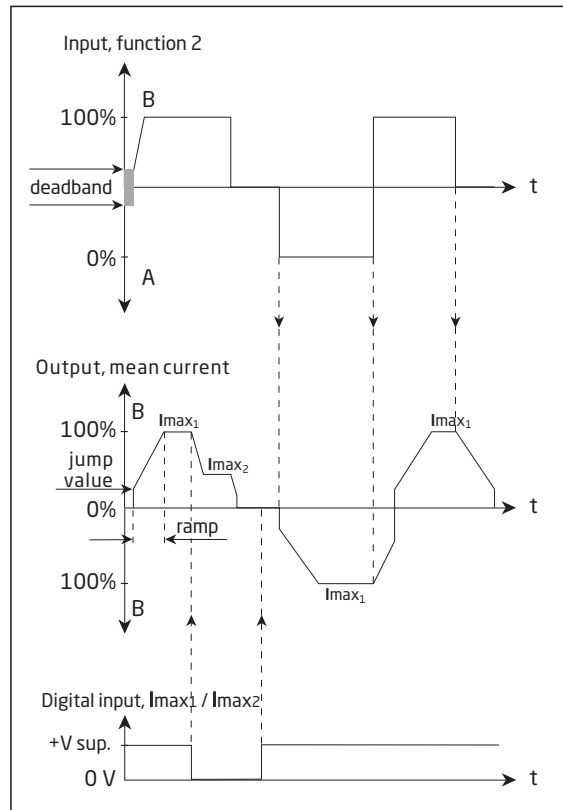 Input, function 2
B
100%
deadband
t
0%
A
Output, mean current
B
Imax1
Imax1
100%
jump
value
Imax2
0%
t
ramp
100%
Imax1
B
Digital input, Imax1 / Imax2
+V sup.
0 V
t